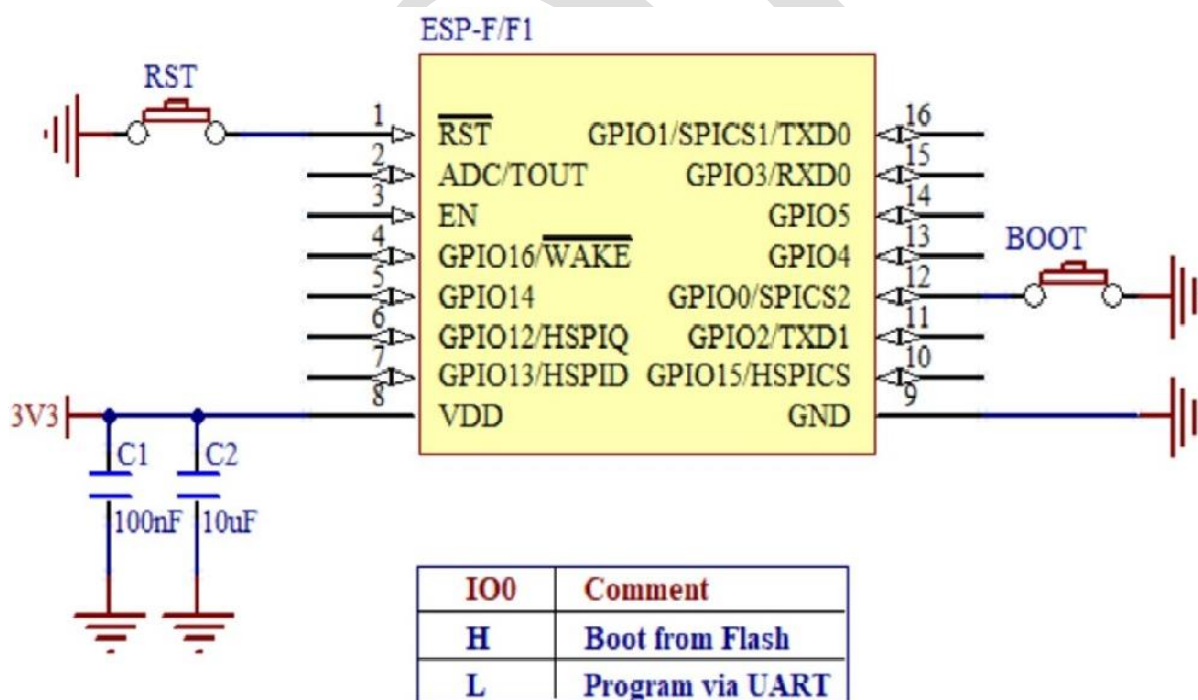 ESP-F/F1
RST
1 RST GPIO1/SPICS1/TXD0 16
2 ADC/TOUT GPIO3/RXD0 15
3 EN GPIO5 14
4 GPIO16/WAKE GPIO4 13
BOOT
5 GPIO14 GPIO0/SPICS2 12
6 GPIO12/HSPIQ GPIO2/TXD1 11
7 GPIO13/HSPID GPIO15/HSPICS 10
3V3 8 VDD GND 9
C1 C2
100nF 10uF
IO0 Comment
H Boot from Flash
L Program via UART